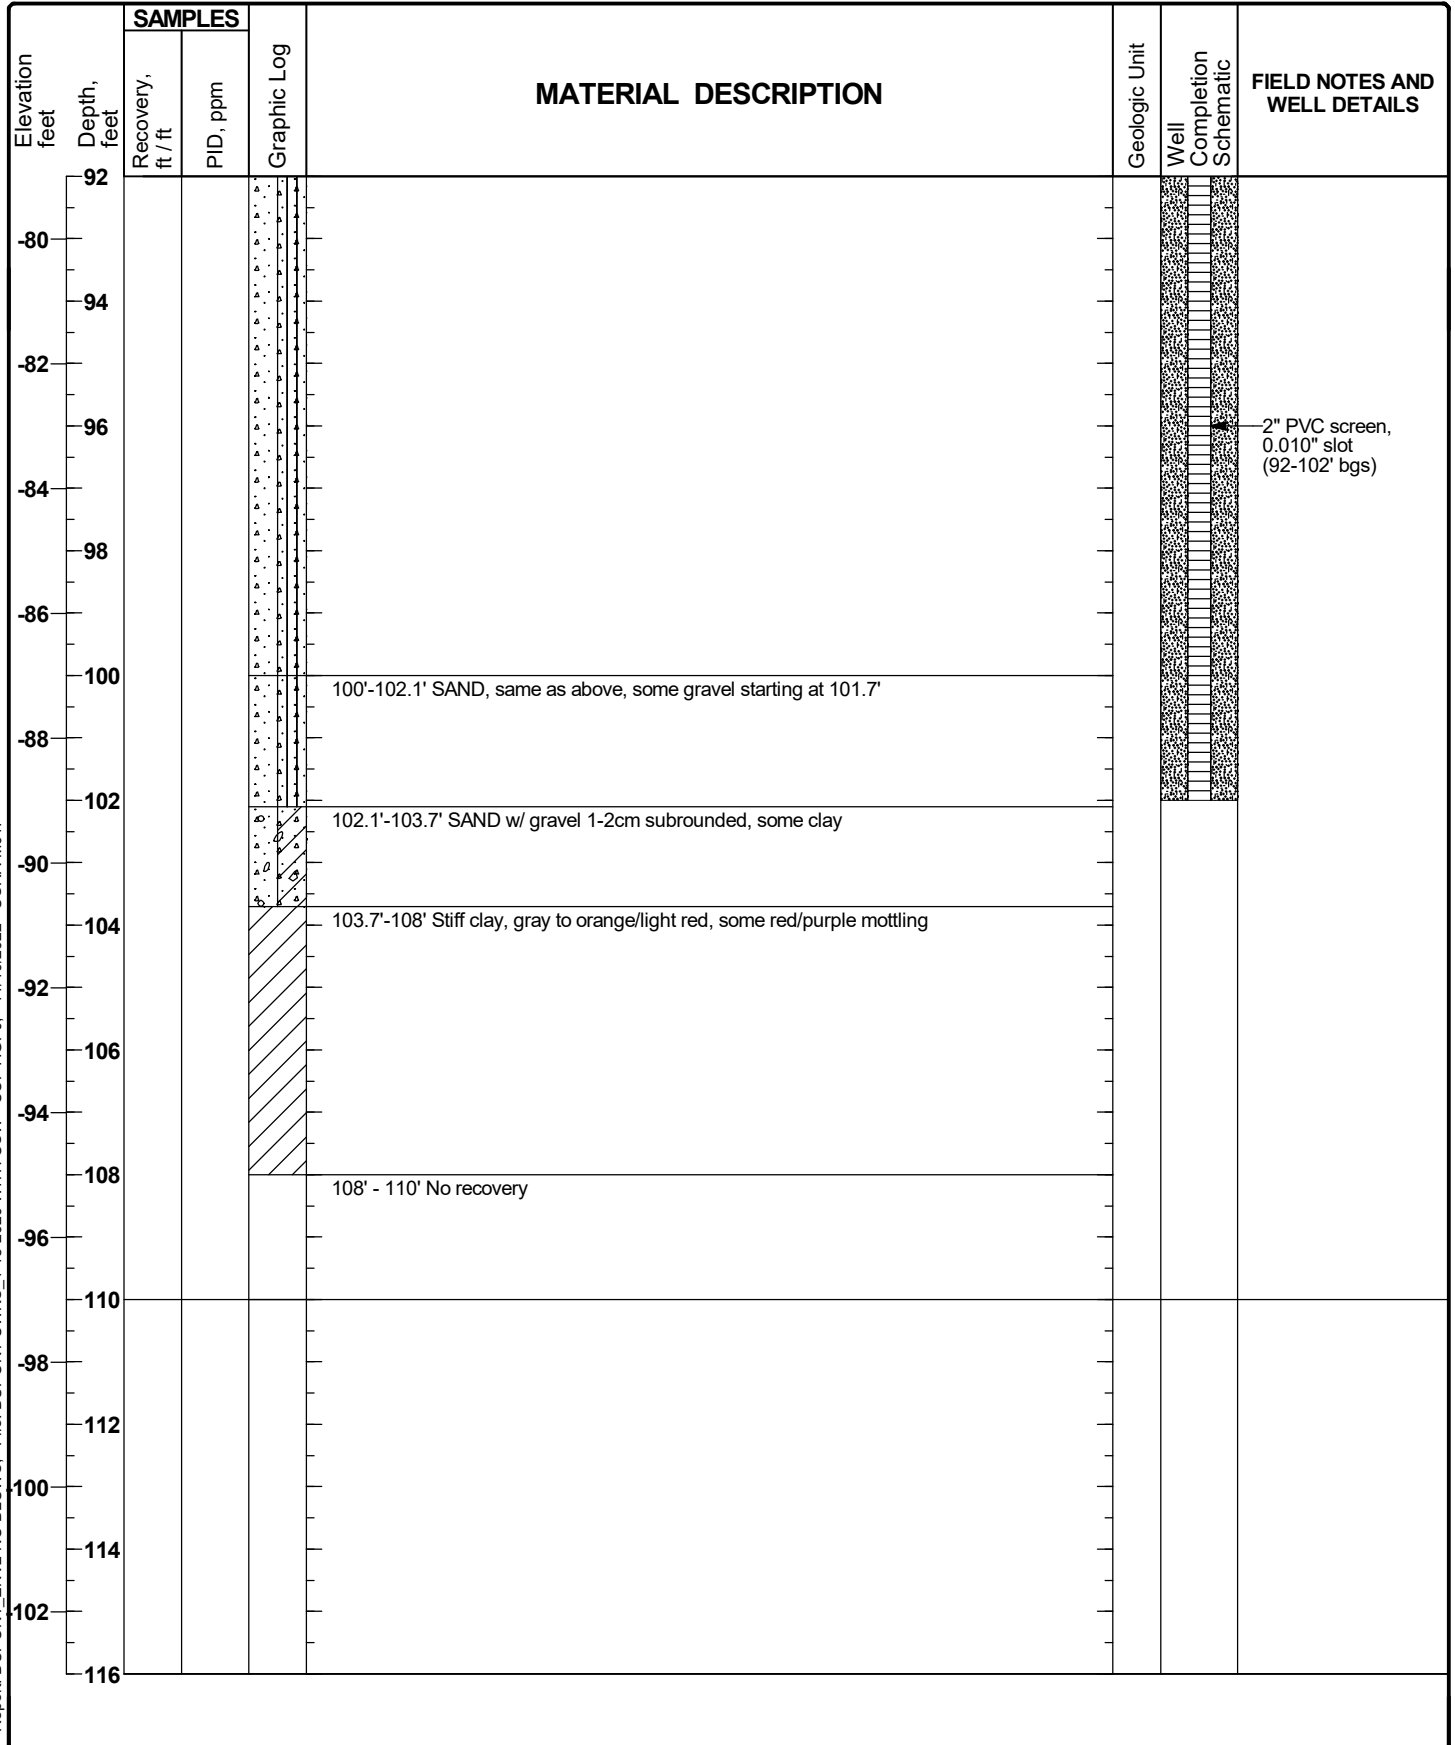 SAMPLES
Elevation
feet
Depth,
feet
Recovery,
ft / ft
PID, ppm
Graphic Log
MATERIAL DESCRIPTION
Geologic Unit
Well
Completion
Schematic
FIELD NOTES AND
WELL DETAILS
92
-80
94
-82
96
2" PVC screen,
0.010" slot
(92-102' bgs)
-84
98
-86
100
100'-102.1' SAND, same as above, some gravel starting at 101.7'
-88
102
102.1'-103.7' SAND w/ gravel 1-2cm subrounded, some clay
-90
104
103.7'-108' Stiff clay, gray to orange/light red, some red/purple mottling
-92
106
-94
108
108' - 110' No recovery
-96
110
-98
112
-100
114
-102
116